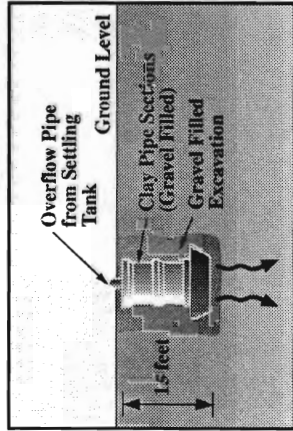 Overflow Pipe
from Settling
Tank
Ground Level
Clay Pipe Sections
(Gravel Filled)
Gravel Filled
Excavation
15 feet